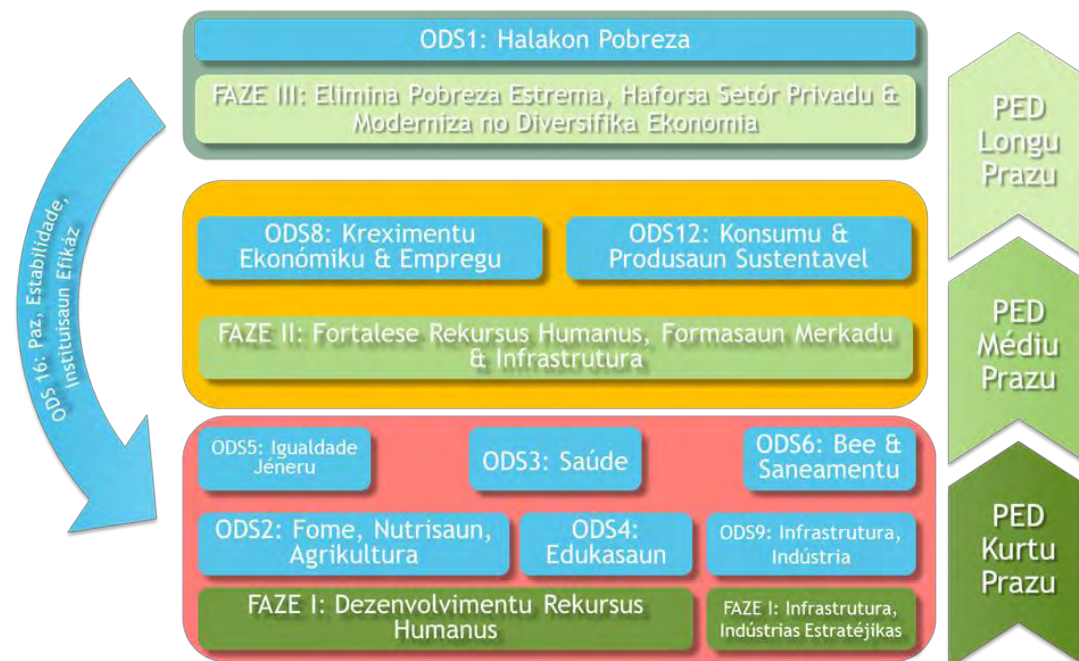 ODS1: Halakon Pobreza
FAZE III: Elimina Pobreza Estrema, Haforsa Setór Privadu &
Moderniza no Diversifika Ekonomia
PED
Longu
Prazu
ODS 16: Paz, Estabilidade,
Instituisaun Efikáz
ODS8: Kreximentu
Ekonómiku & Empregu
ODS12: Konsumu &
Produsaun Sustentavel
FAZE II: Fortalese Rekursus Humanus, Formasaun Merkadu
& Infrastrutura
PED
Médiu
Prazu
ODS5: Igualdade
Jéneru
ODS3: Saúde
ODS6: Bee &
Saneamentu
ODS2: Fome, Nutrisaun,
Agrikultura
ODS4:
Edukasaun
ODS9: Infrastrutura,
Indústria
FAZE I: Dezenvolvimentu Rekursus
Humanus
FAZE I: Infrastrutura,
Indústrias Estratéjikas
PED
Kurtu
Prazu